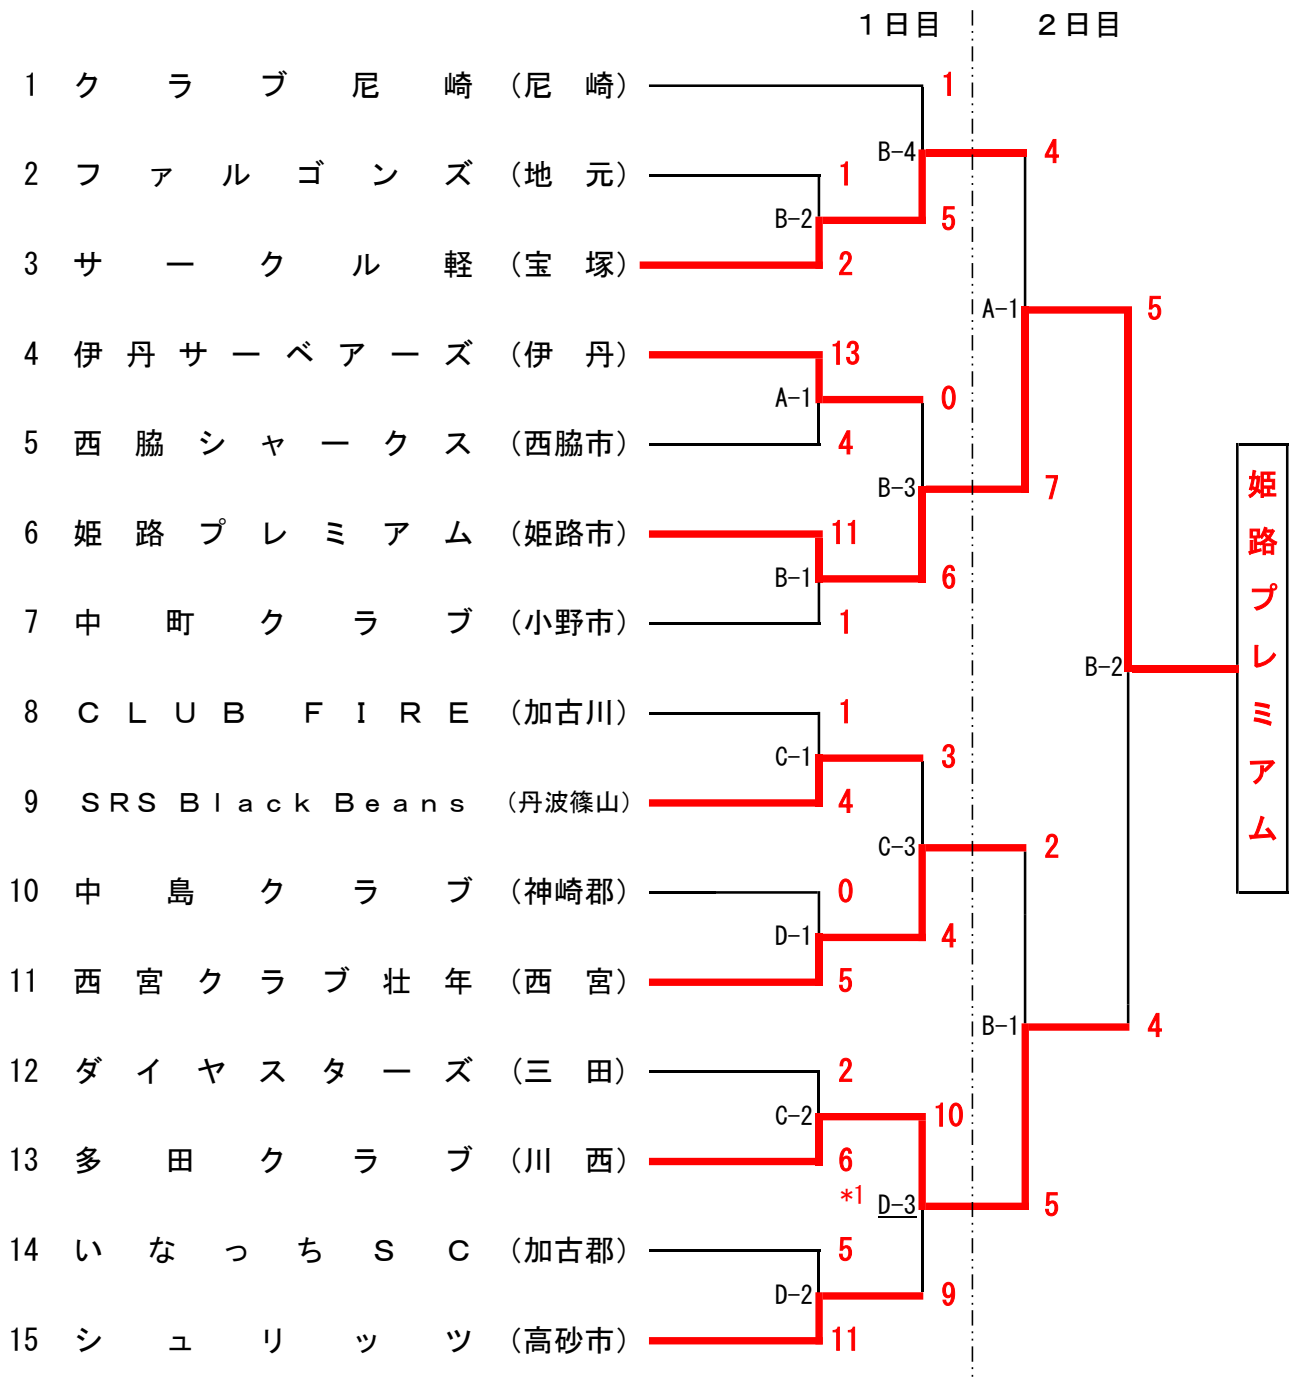 １日目 ２日目
1 クラブ尼崎 （尼崎） 1
B-4 4
2 ファルゴンズ （地元） 1
B-2 5
3 サークル軽 （宝塚） 2
A-1 5
4 伊丹サーベアーズ （伊丹） 13
A-1 0
5 西脇シャークス （西脇市） 4
B-3 7
6 姫路プレミアム （姫路市） 11
B-1 6
7 中町クラブ （小野市） 1
B-2
姫路プレミアム
8 ＣＬＵＢ ＦＩＲＥ （加古川） 1
C-1 3
9 ＳＲＳ Ｂｌａｃｋ Ｂｅａｎｓ （丹波篠山） 4
C-3 2
10 中島クラブ （神崎郡） 0
D-1 4
11 西宮クラブ壮年 （西宮） 5
B-1 4
12 ダイヤスターズ （三田） 2
C-2 10
13 多田クラブ （川西） 6
*1 D-3 5
14 いなっちＳＣ （加古郡） 5
D-2 9
15 シュリッツ （高砂市） 11